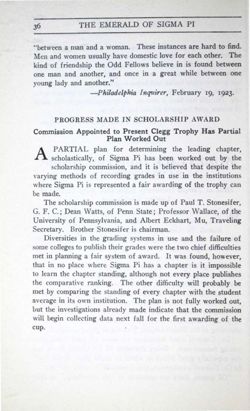 36 THE EMERALD OF SIGMA PI
"between a man and a woman. These instances are hard to find.
Men and women usually have domestic love for each other. The
kind of friendship the Odd Fellows believe in is found between
one man and another, and once in a great while between one
young lady and another."
—Philadelphia Inquirer, February 19, 1923.
PROGRESS MADE IN SCHOLARSHIP AWARD
Commission Appointed to Present Clegg Trophy Has Partial
Plan Worked Out
A PARTIAL plan for determining the leading chapter,
scholastically, of Sigma Pi has been worked out by the
scholarship commission, and it is believed that despite the
varying methods of recording grades in use in the institutions
where Sigma Pi is represented a fair awarding of the trophy can
be made.
The scholarship commission is made up of Paul T. Stonesifer,
G. F. C.; Dean Watts, of Penn State; Professor Wallace, of the
University of Pennsylvania, and Albert Eckhart, Mu, Traveling
Secretary. Brother Stonesifer is chairman.
Diversities in the grading systems in use and the failure of
some colleges to publish their grades were the two chief difficulties
met in planning a fair system of award. It was found, however,
that in no place where Sigma Pi has a chapter is it impossible
to learn the chapter standing, although not every place publishes
the comparative ranking. The other difficulty will probably be
met by comparing the standing of every chapter with the student
average in its own institution. The plan is not fully worked out,
but the investigations already made indicate that the commission
will begin collecting data next fall for the first awarding of the
cup.